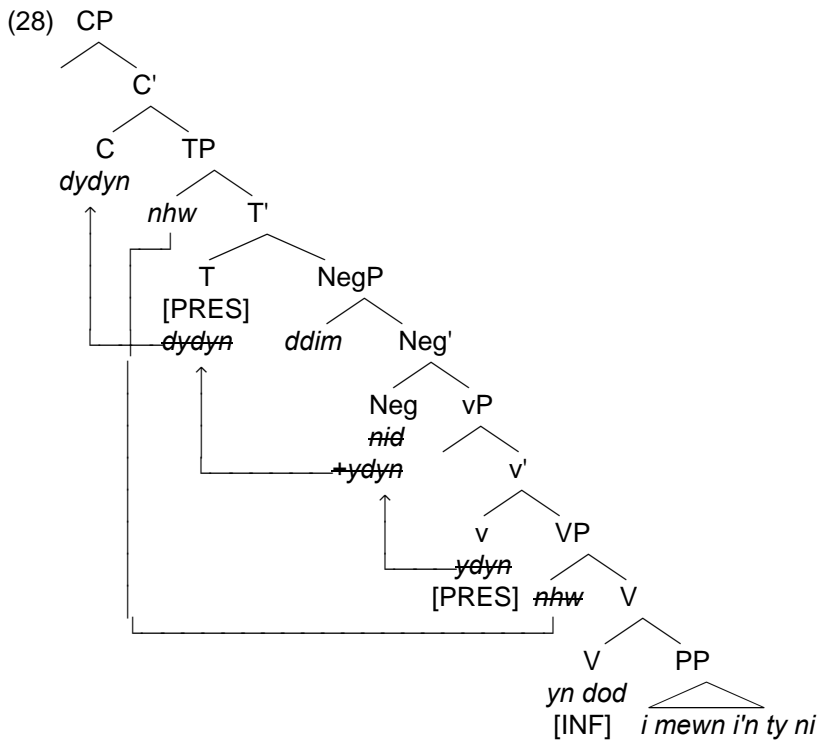 (28) CP
C'
C TP
dydyn
nhw T'
T NegP
[PRES]
dydyn ddim Neg'
Neg vP
nid
+ydyn v'
v VP
ydyn
[PRES] nhw V
V PP
yn dod
[INF] i mewn i'n ty ni